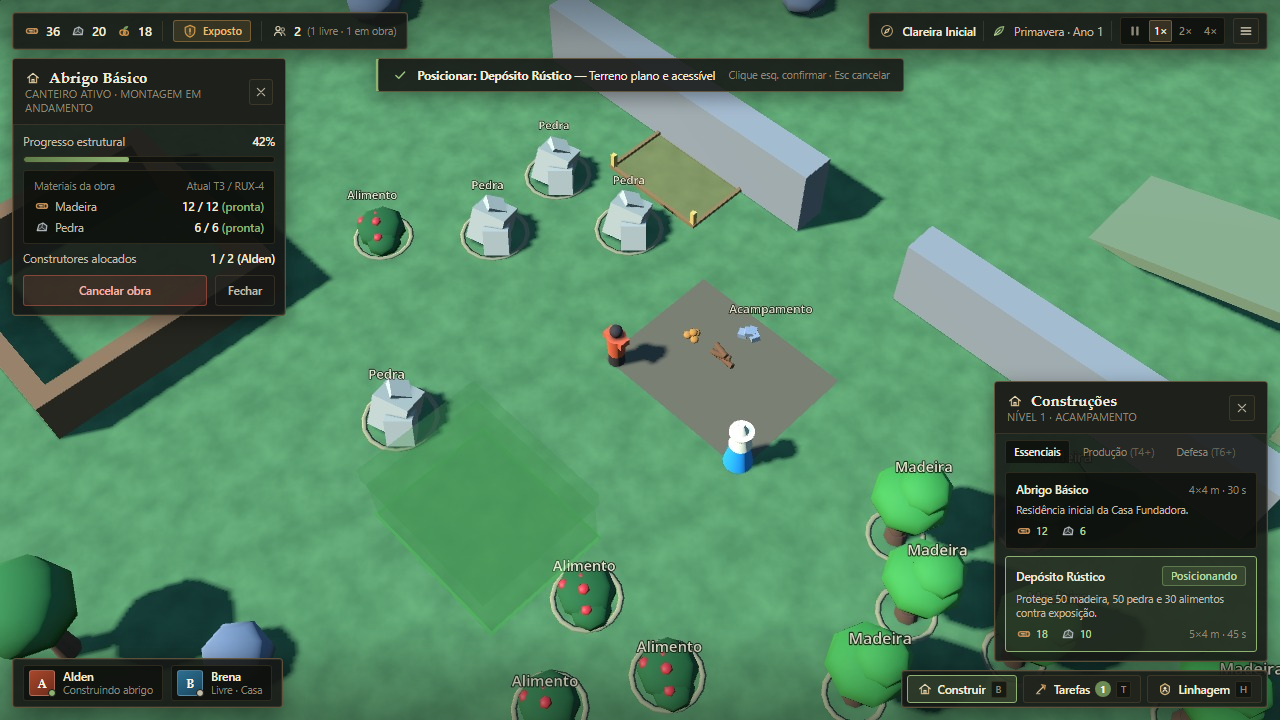 36 20 18 Exposto 2 (1 livre · 1 em obra)
Clareira Inicial Primavera · Ano 1 1× 2× 4×
Abrigo Básico
CANTEIRO ATIVO · MONTAGEM EM
ANDAMENTO
Progresso estrutural 42%
Materiais da obra Atual T3 / RUX-4
Madeira 12 / 12 (pronta)
Pedra 6 / 6 (pronta)
Construtores alocados 1 / 2 (Alden)
Cancelar obra Fechar
Posicionar: Depósito Rústico — Terreno plano e acessível Clique esq. confirmar · Esc cancelar
Pedra
Pedra
Pedra
Alimento
Acampamento
Pedra
Madeira
Madeira
Alimento
Madeira
Alimento
Alimento
Madeira
Construções
NÍVEL 1 · ACAMPAMENTO
Essenciais Produção (T4+) Defesa (T6+)
Abrigo Básico 4×4 m · 30 s
Residência inicial da Casa Fundadora.
12 6
Depósito Rústico Posicionando
Protege 50 madeira, 50 pedra e 30 alimentos
contra exposição.
18 10 5×4 m · 45 s
A Alden
Construindo abrigo
B Brena
Livre · Casa
Construir B Tarefas 1 T Linhagem H